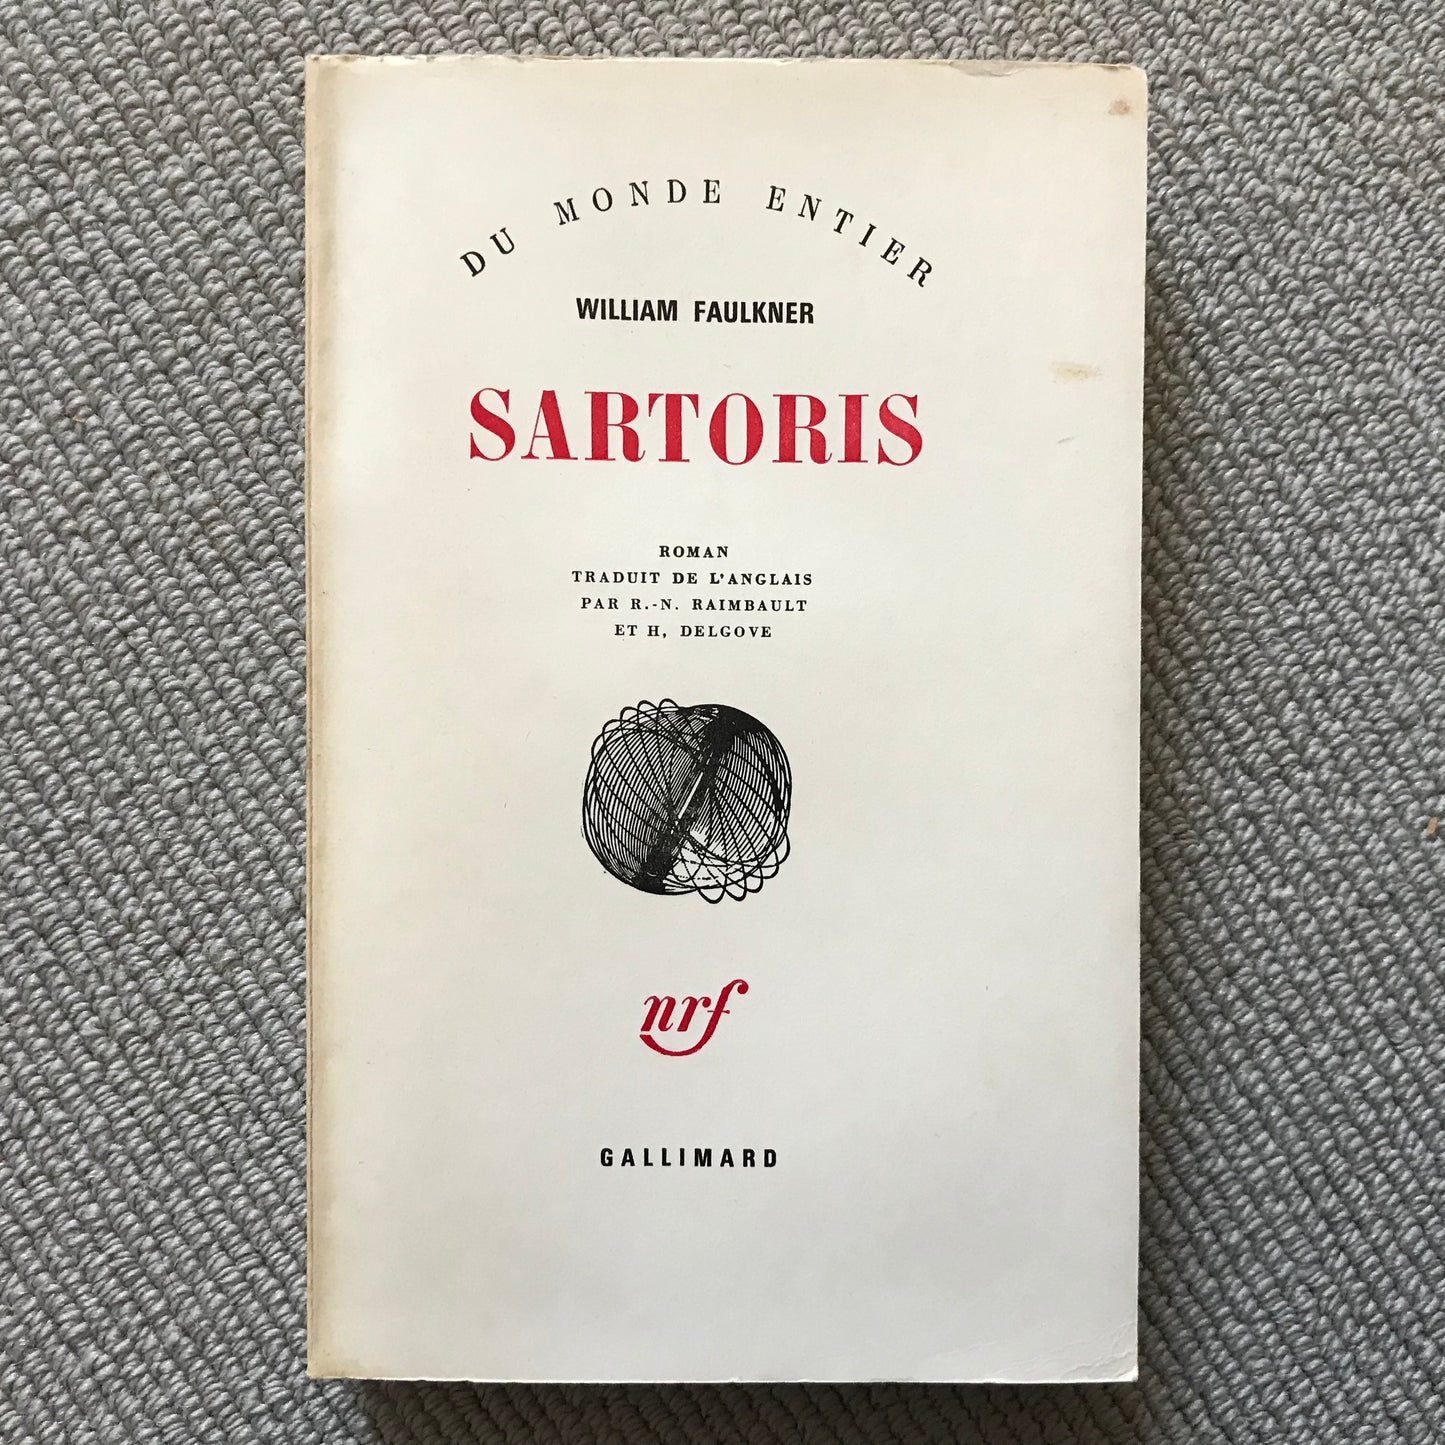 DU MONDE ENTIER
WILLIAM FAULKNER
SARTORIS
ROMAN
TRADUIT DE L'ANGLAIS
PAR R.-N. RAIMBAULT
ET H, DELGOVE
nrf
GALLIMARD